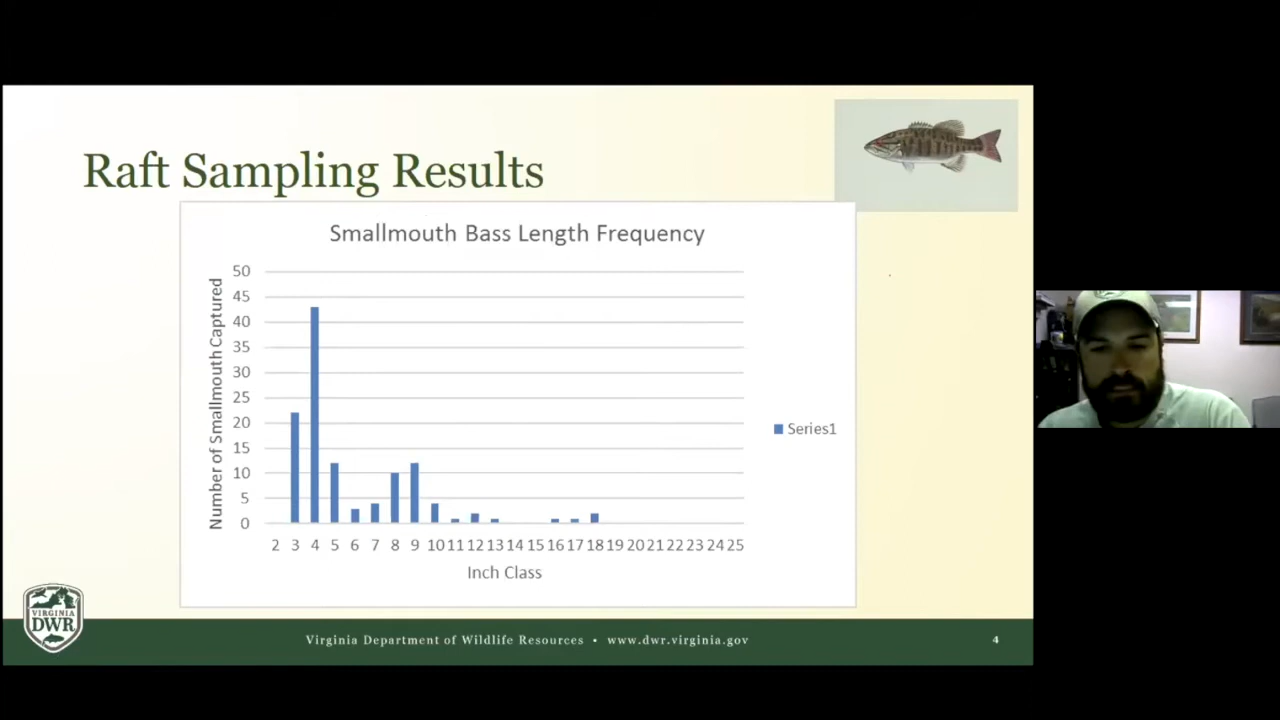 Raft Sampling Results
Smallmouth Bass Length Frequency
Number of Smallmouth Captured
50
45
40
35
30
25
20
15
10
5
0
2 3 4 5 6 7 8 9 10 11 12 13 14 15 16 17 18 19 20 21 22 23 24 25
Inch Class
Series1
VIRGINIA
DWR
Virginia Department of Wildlife Resources • www.dwr.virginia.gov
4